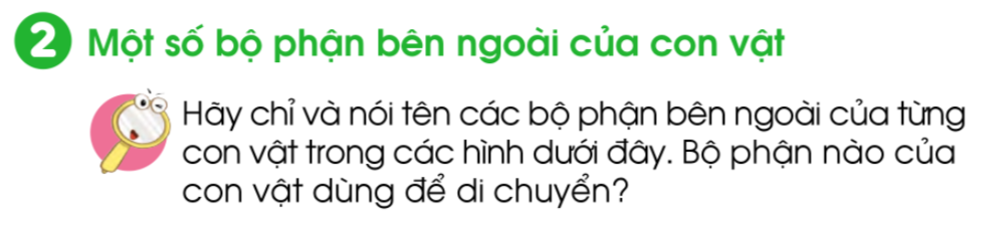 2 Một số bộ phận bên ngoài của con vật
Hãy chỉ và nói tên các bộ phận bên ngoài của từng
con vật trong các hình dưới đây. Bộ phận nào của
con vật dùng để di chuyển?